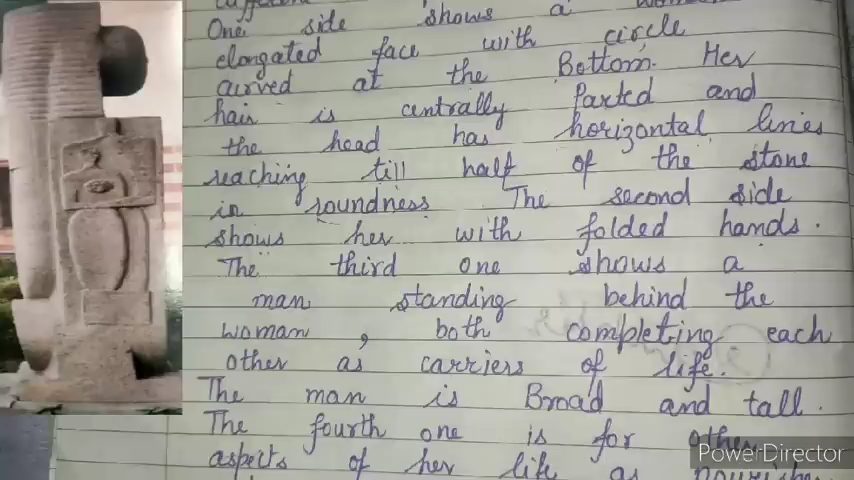 One side shows a
elongated face with circle
curved at the Bottom. Her
hair is centrally Parted and
the head has horizontal lines
reaching till half of the stone
in roundness. The second side
shows her with folded hands.
The third one shows a
man standing behind the
woman, both completing each
other as carriers of life.
The man is Broad and tall.
The fourth one is for other
aspects of her life as
PowerDirector